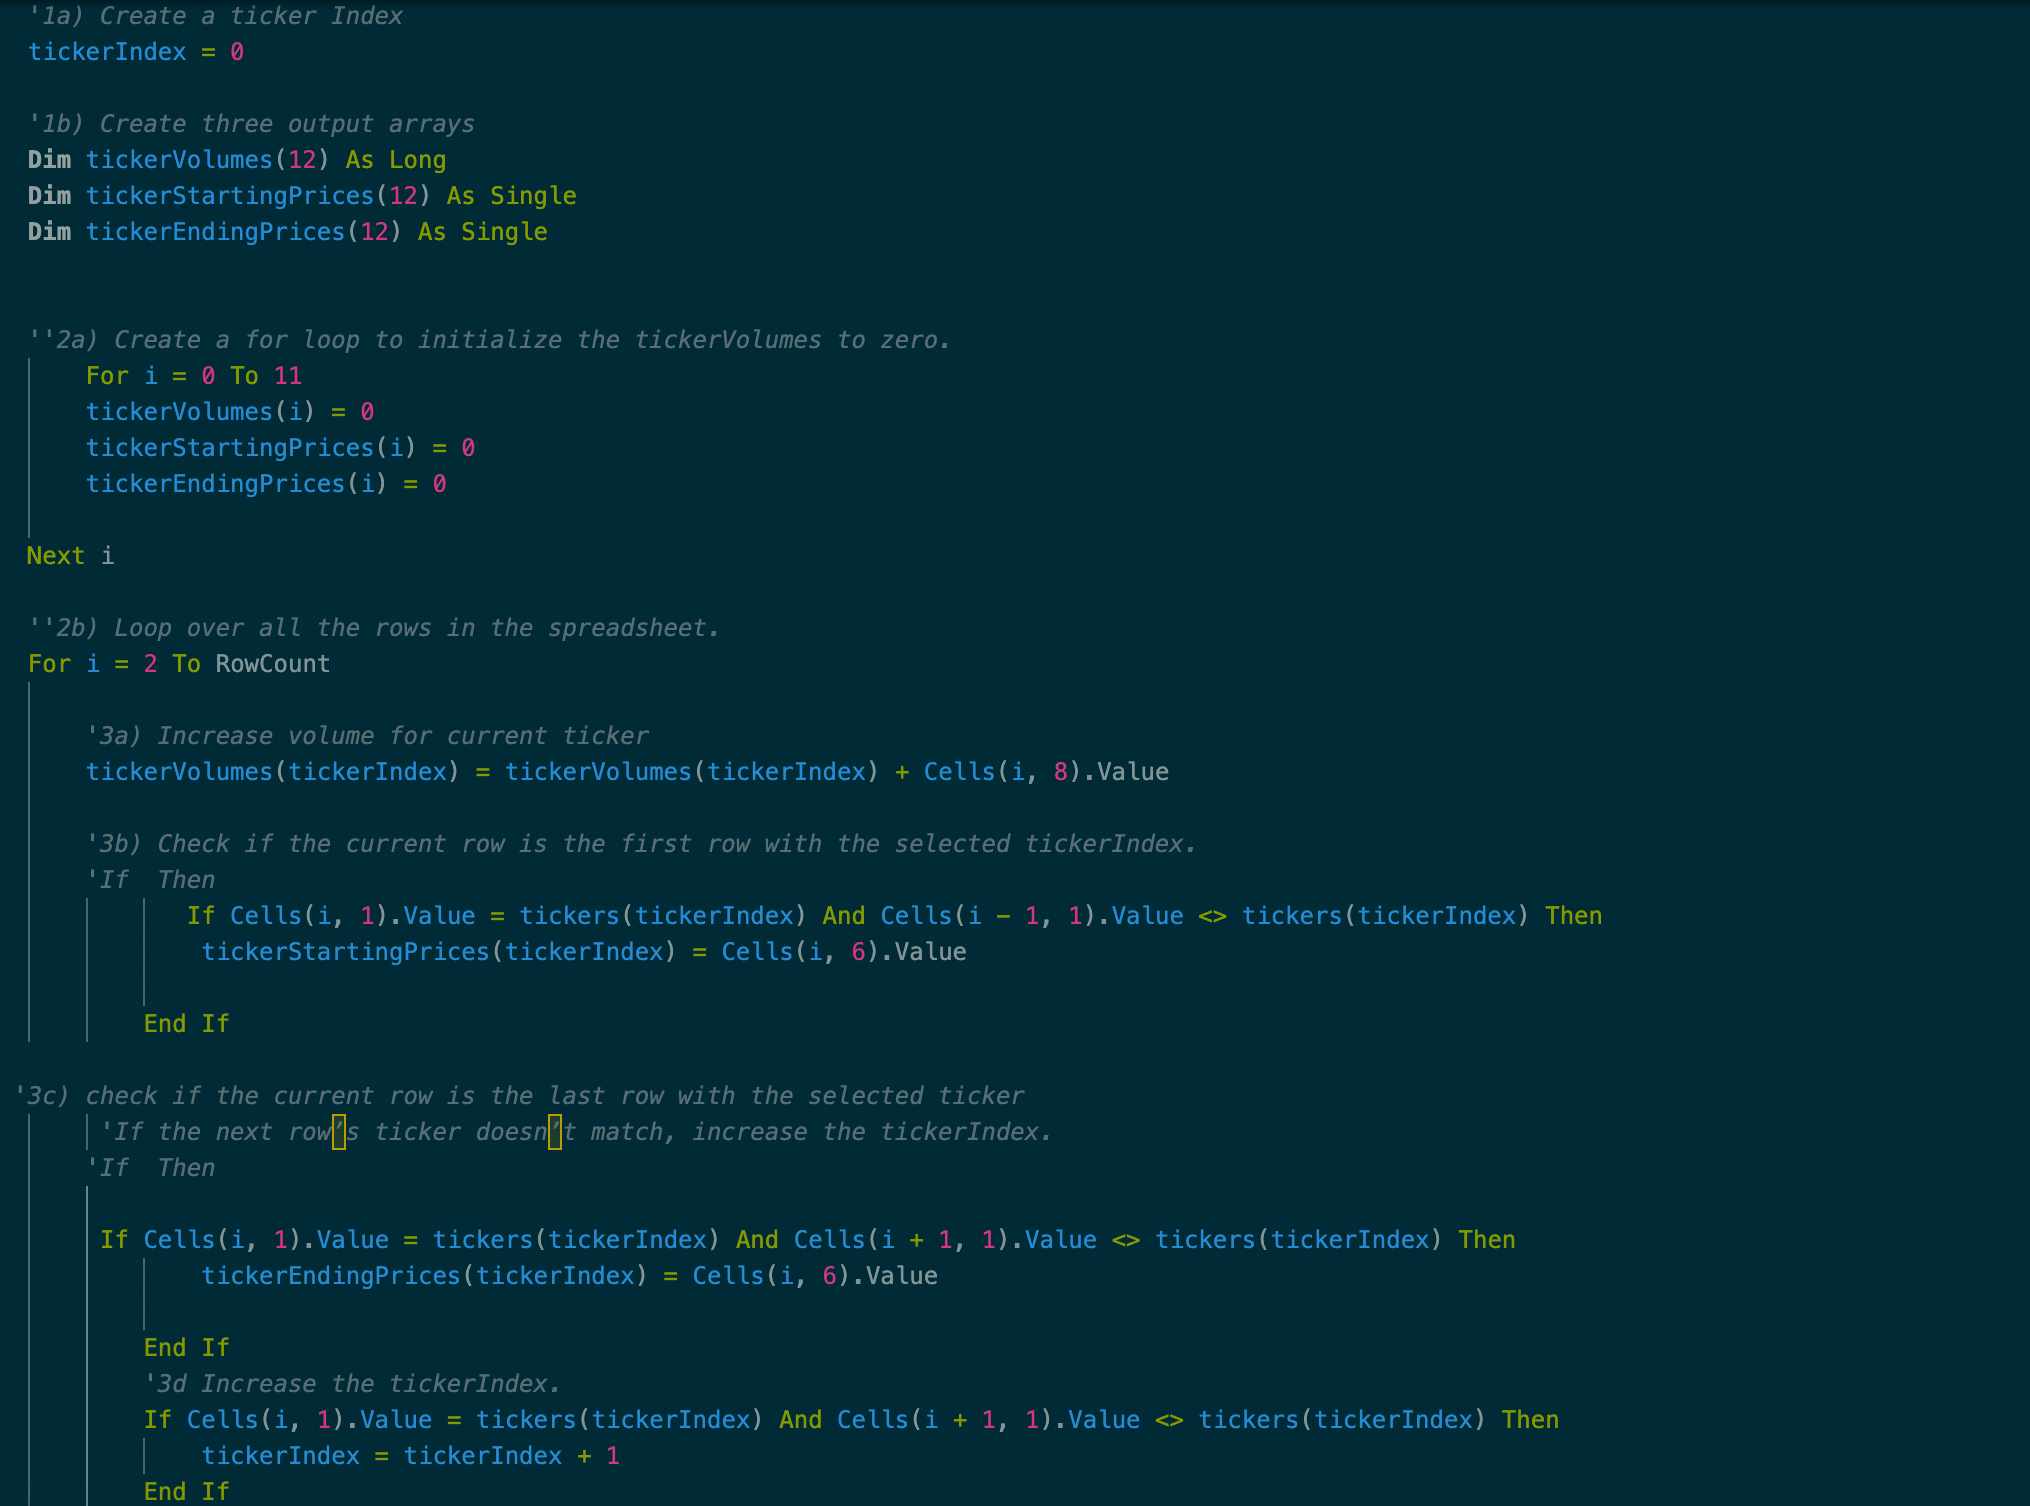 '1a) Create a ticker Index
tickerIndex = 0
'1b) Create three output arrays
Dim tickerVolumes(12) As Long
Dim tickerStartingPrices(12) As Single
Dim tickerEndingPrices(12) As Single
''2a) Create a for loop to initialize the tickerVolumes to zero.
For i = 0 To 11
tickerVolumes(i) = 0
tickerStartingPrices(i) = 0
tickerEndingPrices(i) = 0
Next i
''2b) Loop over all the rows in the spreadsheet.
For i = 2 To RowCount
'3a) Increase volume for current ticker
tickerVolumes(tickerIndex) = tickerVolumes(tickerIndex) + Cells(i, 8).Value
'3b) Check if the current row is the first row with the selected tickerIndex.
'If  Then
If Cells(i, 1).Value = tickers(tickerIndex) And Cells(i - 1, 1).Value <> tickers(tickerIndex) Then
tickerStartingPrices(tickerIndex) = Cells(i, 6).Value
End If
'3c) check if the current row is the last row with the selected ticker
'If the next row’s ticker doesn’t match, increase the tickerIndex.
'If  Then
If Cells(i, 1).Value = tickers(tickerIndex) And Cells(i + 1, 1).Value <> tickers(tickerIndex) Then
tickerEndingPrices(tickerIndex) = Cells(i, 6).Value
End If
'3d Increase the tickerIndex.
If Cells(i, 1).Value = tickers(tickerIndex) And Cells(i + 1, 1).Value <> tickers(tickerIndex) Then
tickerIndex = tickerIndex + 1
End If